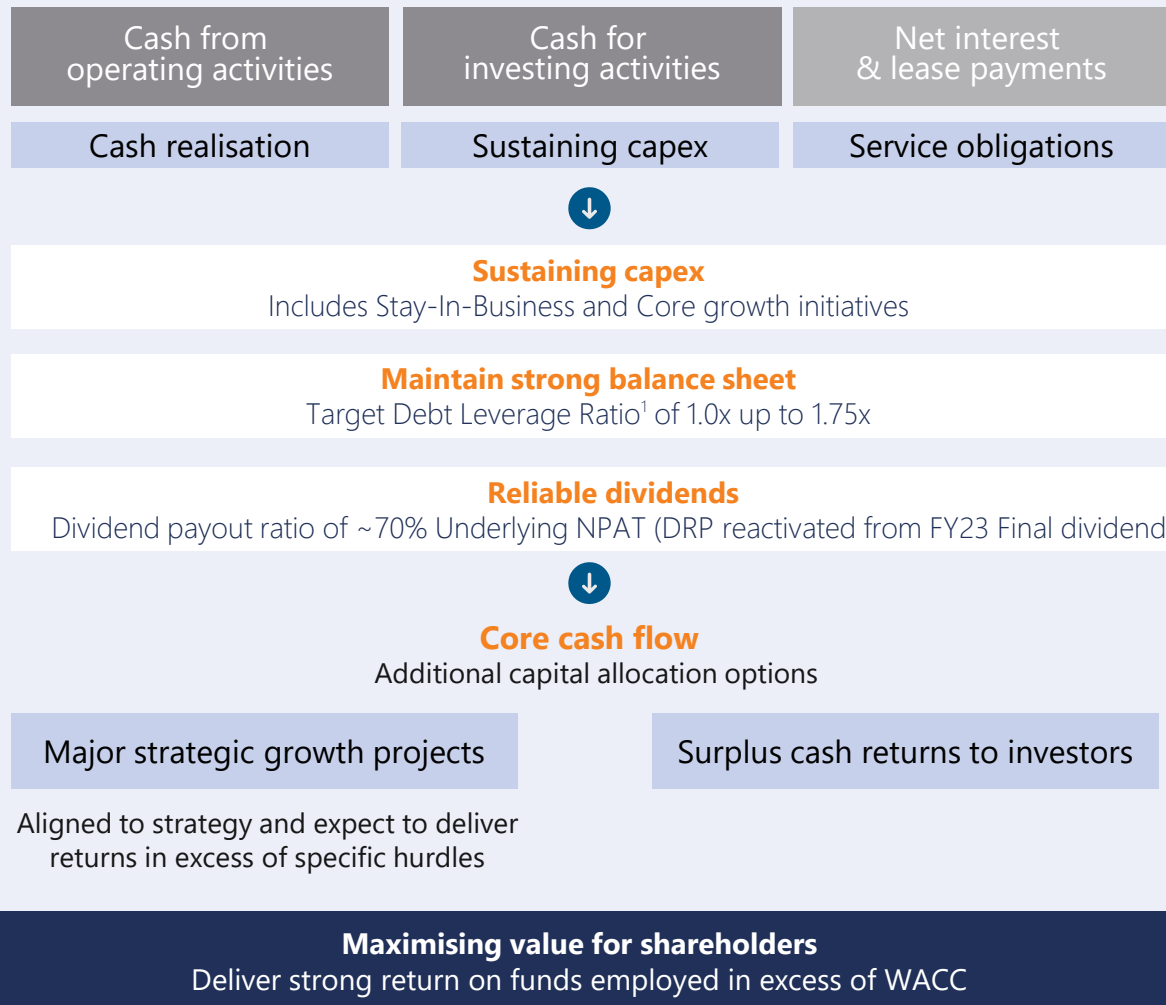 Cash from
operating activities
Cash for
investing activities
Net interest
& lease payments
Cash realisation
Sustaining capex
Service obligations
Sustaining capex
Includes Stay-In-Business and Core growth initiatives
Maintain strong balance sheet
Target Debt Leverage Ratio¹ of 1.0x up to 1.75x
Reliable dividends
Dividend payout ratio of ~70% Underlying NPAT (DRP reactivated from FY23 Final dividend
Core cash flow
Additional capital allocation options
Major strategic growth projects
Surplus cash returns to investors
Aligned to strategy and expect to deliver
returns in excess of specific hurdles
Maximising value for shareholders
Deliver strong return on funds employed in excess of WACC